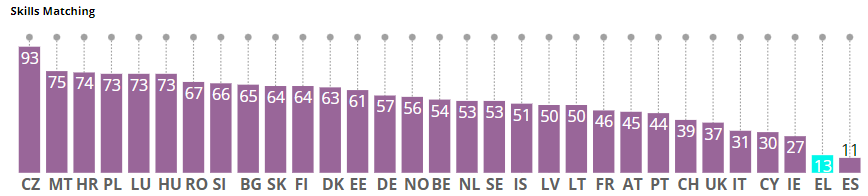 Skills Matching
93 75 74 73 73 73 67 66 65 64 64 63 61 57 56 54 53 53 51 50 50 46 45 44 39 37 31 30 27 13 11
CZ MT HR PL LU HU RO SI BG SK FI DK EE DE NO BE NL SE IS LV LT FR AT PT CH UK IT CY IE EL ES